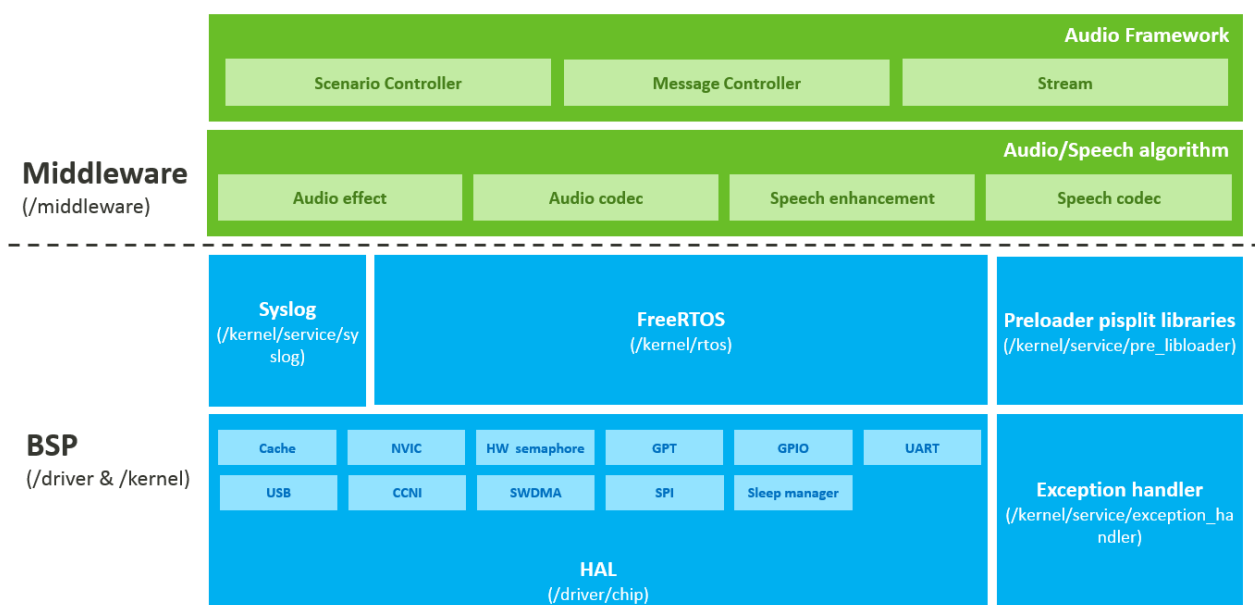 Audio Framework
Scenario Controller
Message Controller
Stream
Middleware
(/middleware)
Audio/Speech algorithm
Audio effect
Audio codec
Speech enhancement
Speech codec
BSP
(/driver & /kernel)
Syslog
(/kernel/service/sy
slog)
FreeRTOS
(/kernel/rtos)
Preloader pisplit libraries
(/kernel/service/pre_libloader)
Cache
NVIC
HW semaphore
GPT
GPIO
UART
USB
CCNI
SWDMA
SPI
Sleep manager
HAL
(/driver/chip)
Exception handler
(/kernel/service/exception_ha
ndler)